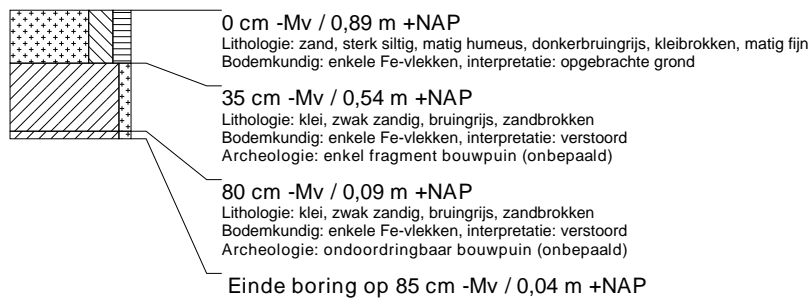 0 cm -Mv / 0,89 m +NAP
Lithologie: zand, sterk siltig, matig humeus, donkerbruingrijs, kleibrokken, matig fijn
Bodemkundig: enkele Fe-vlekken, interpretatie: opgebrachte grond
35 cm -Mv / 0,54 m +NAP
Lithologie: klei, zwak zandig, bruingrijs, zandbrokken
Bodemkundig: enkele Fe-vlekken, interpretatie: verstoord
Archeologie: enkel fragment bouwpuin (onbepaald)
80 cm -Mv / 0,09 m +NAP
Lithologie: klei, zwak zandig, bruingrijs, zandbrokken
Bodemkundig: enkele Fe-vlekken, interpretatie: verstoord
Archeologie: ondoordringbaar bouwpuin (onbepaald)
Einde boring op 85 cm -Mv / 0,04 m +NAP